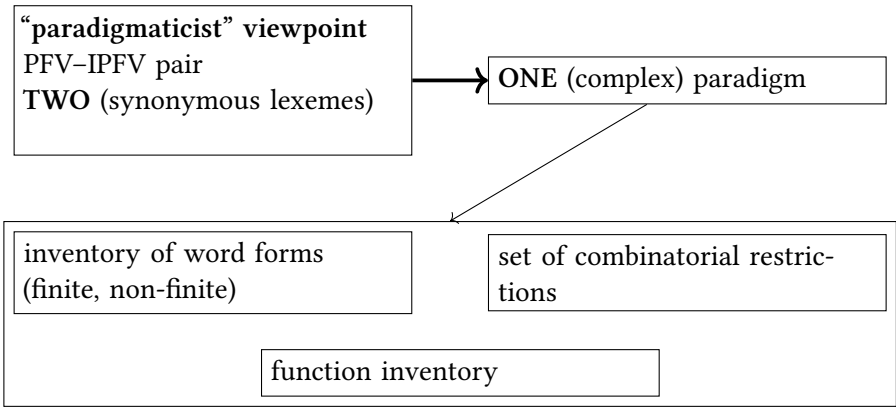 “paradigmaticist” viewpoint
PFV–IPFV pair
TWO (synonymous lexemes)
ONE (complex) paradigm
inventory of word forms
(finite, non-finite)
set of combinatorial restric-
tions
function inventory